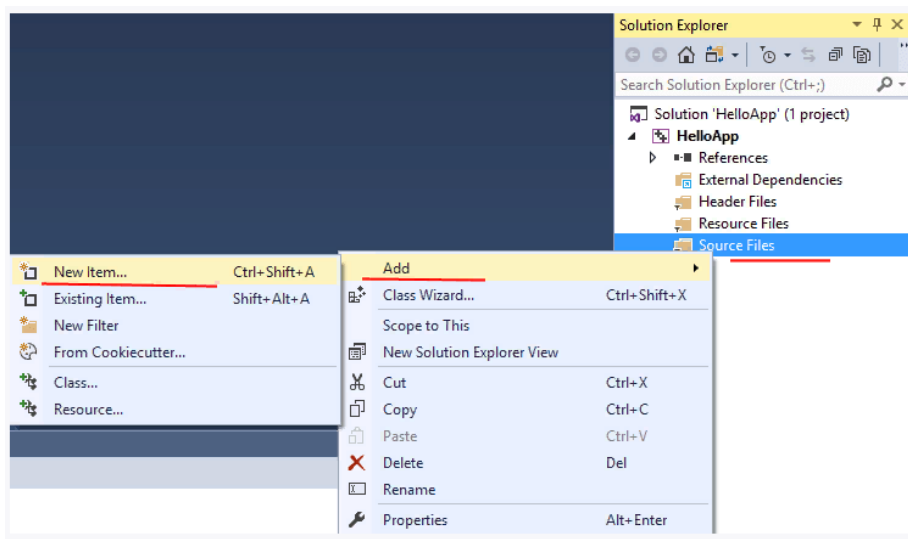 Solution Explorer
Search Solution Explorer (Ctrl+;)
Solution 'HelloApp' (1 project)
HelloApp
References
External Dependencies
Header Files
Resource Files
Source Files
New Item... Ctrl+Shift+A
Existing Item... Shift+Alt+A
New Filter
From Cookiecutter...
Class...
Resource...
Add
Class Wizard... Ctrl+Shift+X
Scope to This
New Solution Explorer View
Cut Ctrl+X
Copy Ctrl+C
Paste Ctrl+V
Delete Del
Rename
Properties Alt+Enter